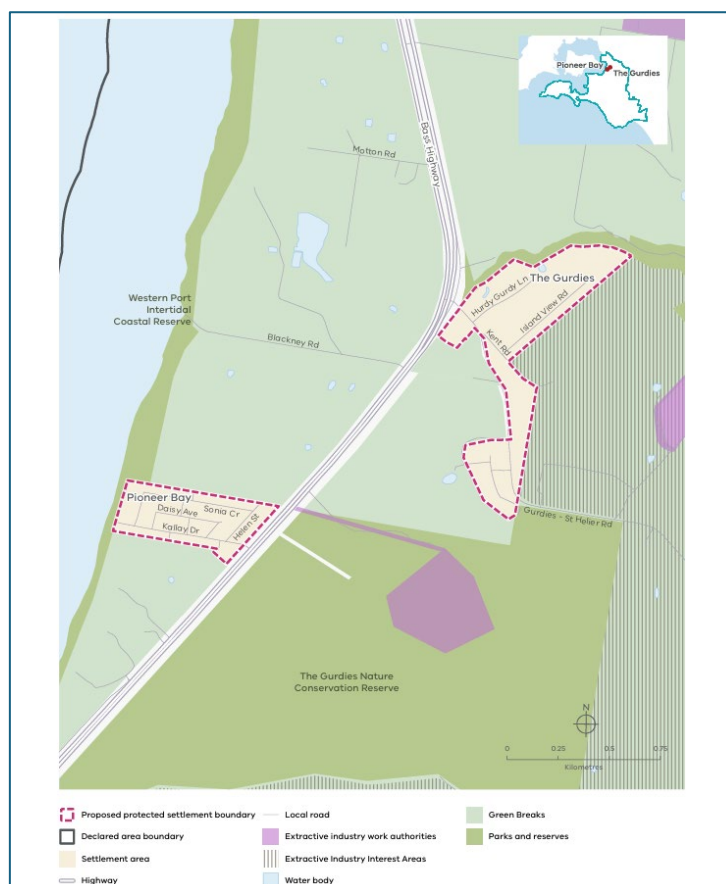 Pioneer Bay
The Gurdies
Bass Highway
Motton Rd
The Gurdies
Hurdy Gurdy Ln
Island View Rd
Kent Rd
Western Port
Intertidal
Coastal Reserve
Blackney Rd
Pioneer Bay
Daisy Ave
Sonia Cr
Kallay Dr
Helen St
Gurdies - St Helier Rd
The Gurdies Nature
Conservation Reserve
N
0
0.25
0.5
0.75
Kilometres
Proposed protected settlement boundary
Local road
Green Breaks
Declared area boundary
Extractive industry work authorities
Parks and reserves
Settlement area
Extractive Industry Interest Areas
Highway
Water body